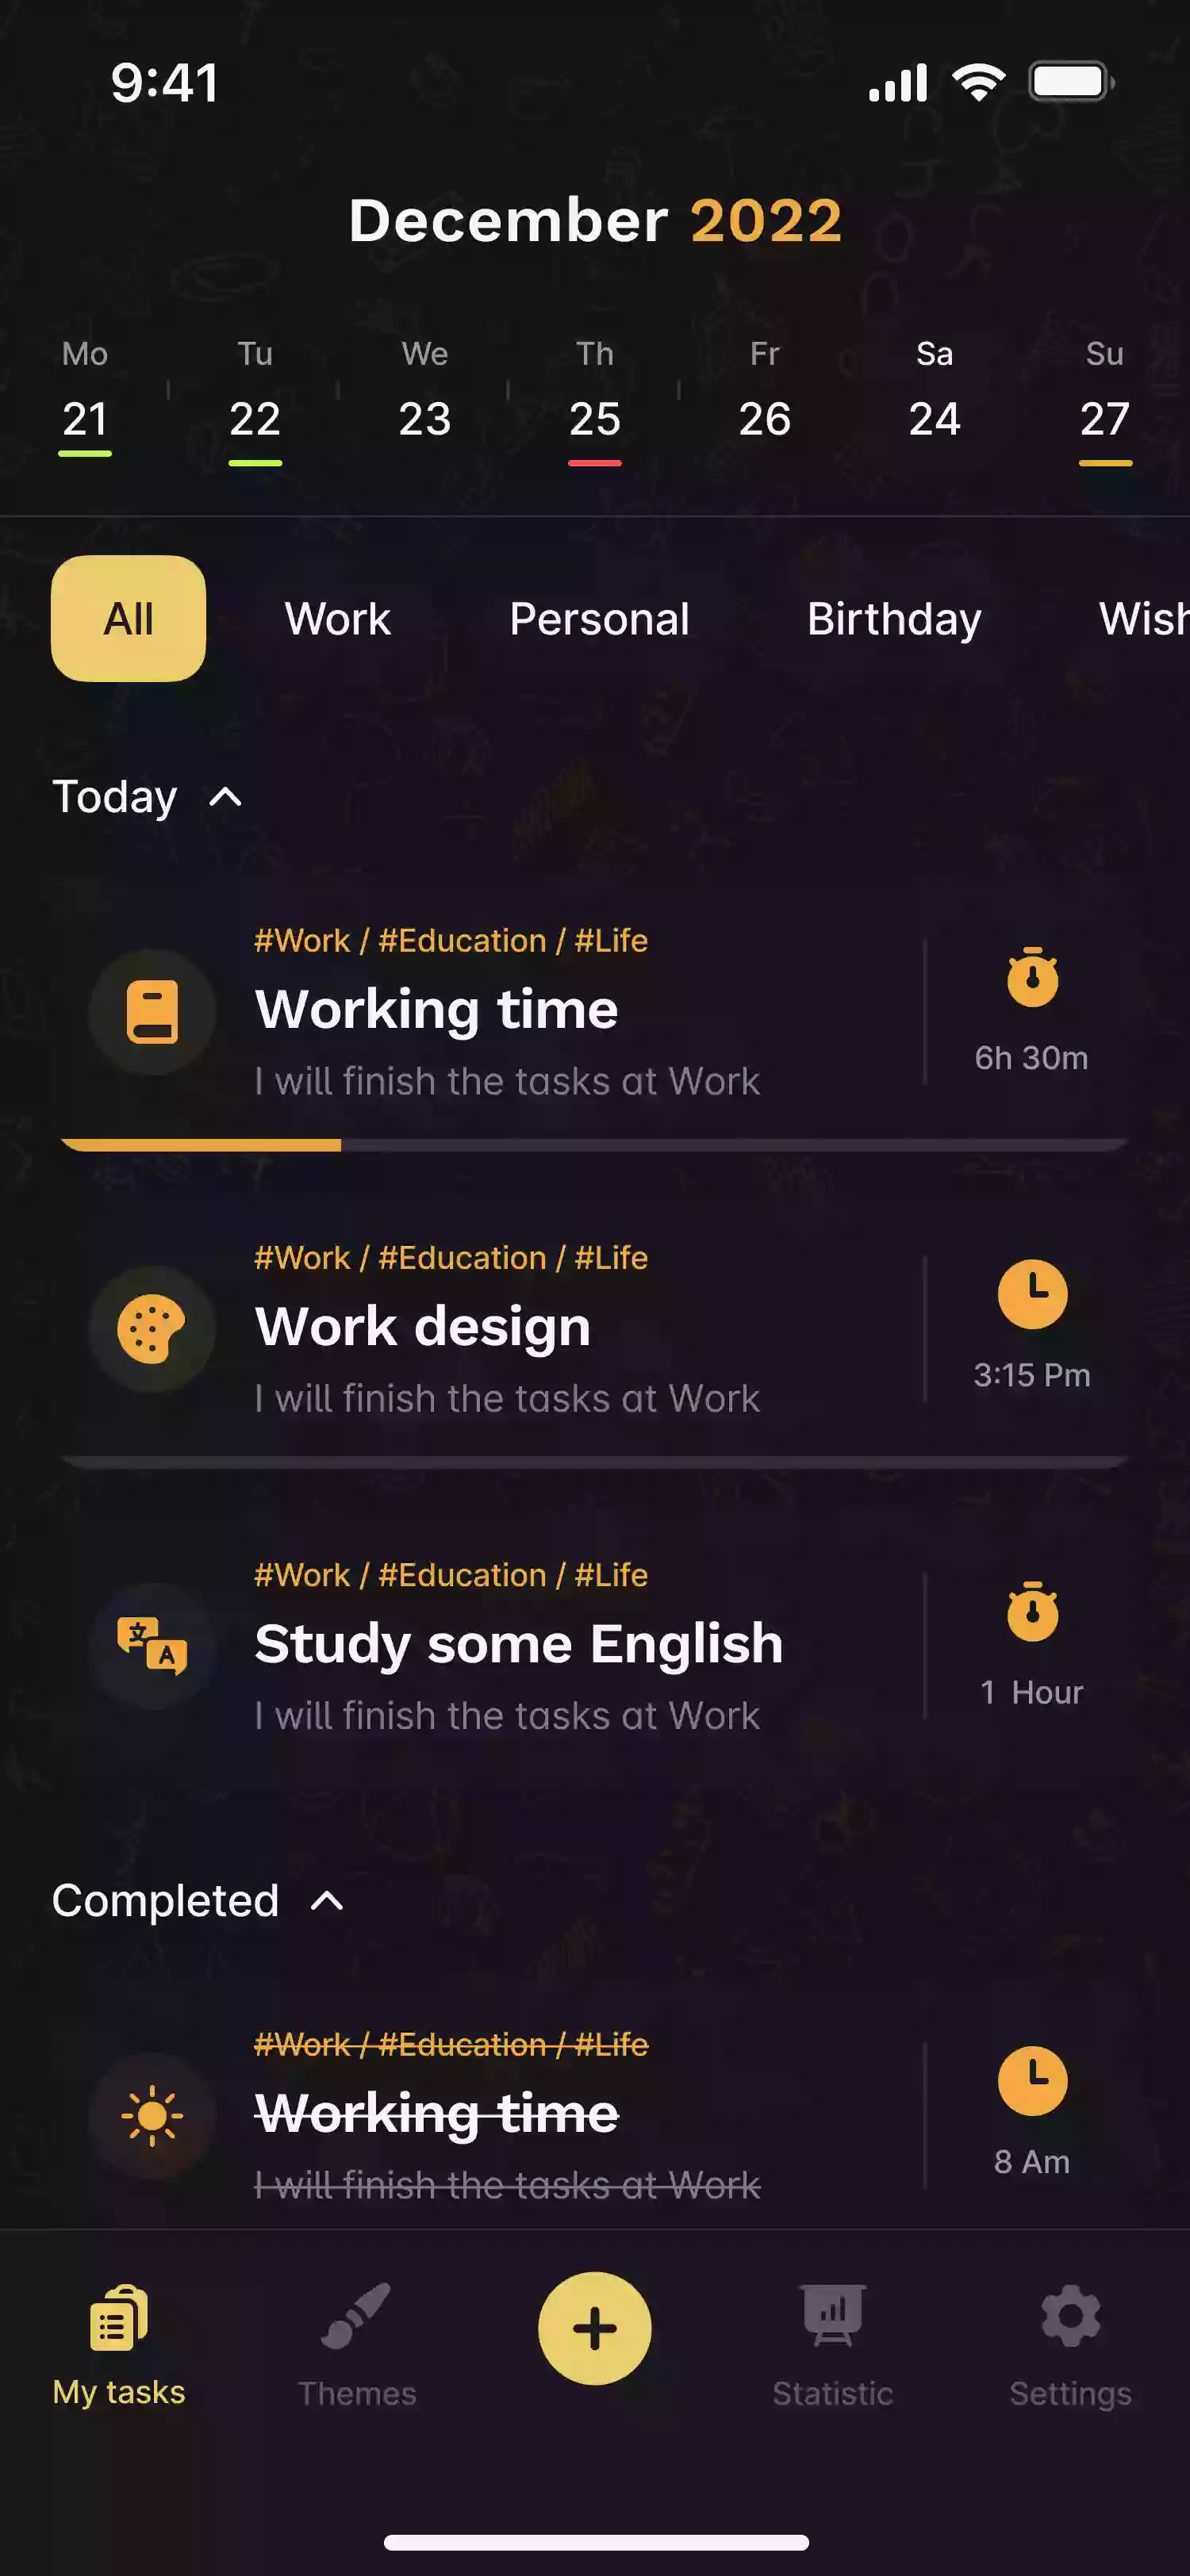 9:41
December 2022
Mo Tu We Th Fr Sa Su
21 22 23 25 26 24 27
All Work Personal Birthday Wish
Today
#Work / #Education / #Life
Working time
I will finish the tasks at Work
6h 30m
#Work / #Education / #Life
Work design
I will finish the tasks at Work
3:15 Pm
文 A
#Work / #Education / #Life
Study some English
I will finish the tasks at Work
1 Hour
Completed
#Work / #Education / #Life
Working time
I will finish the tasks at Work
8 Am
My tasks Themes Statistic Settings